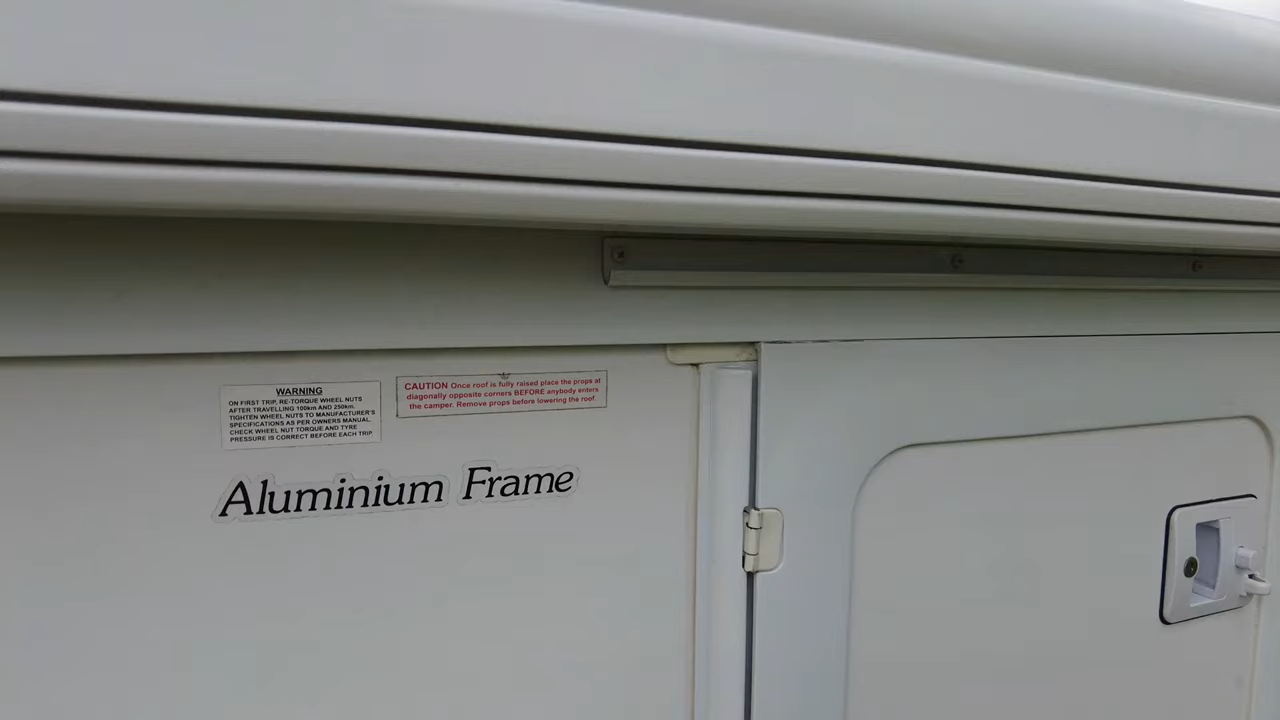 WARNING
ON FIRST TRIP, RE-TORQUE WHEEL NUTS
AFTER TRAVELLING 100km AND 250km.
TIGHTEN WHEEL NUTS TO MANUFACTURER'S
SPECIFICATIONS AS PER OWNERS MANUAL.
CHECK WHEEL NUT TORQUE AND TYRE
PRESSURE IS CORRECT BEFORE EACH TRIP
CAUTION Once roof is fully raised place the props at
diagonally opposite corners BEFORE anybody enters
the camper. Remove props before lowering the roof.
Aluminium Frame